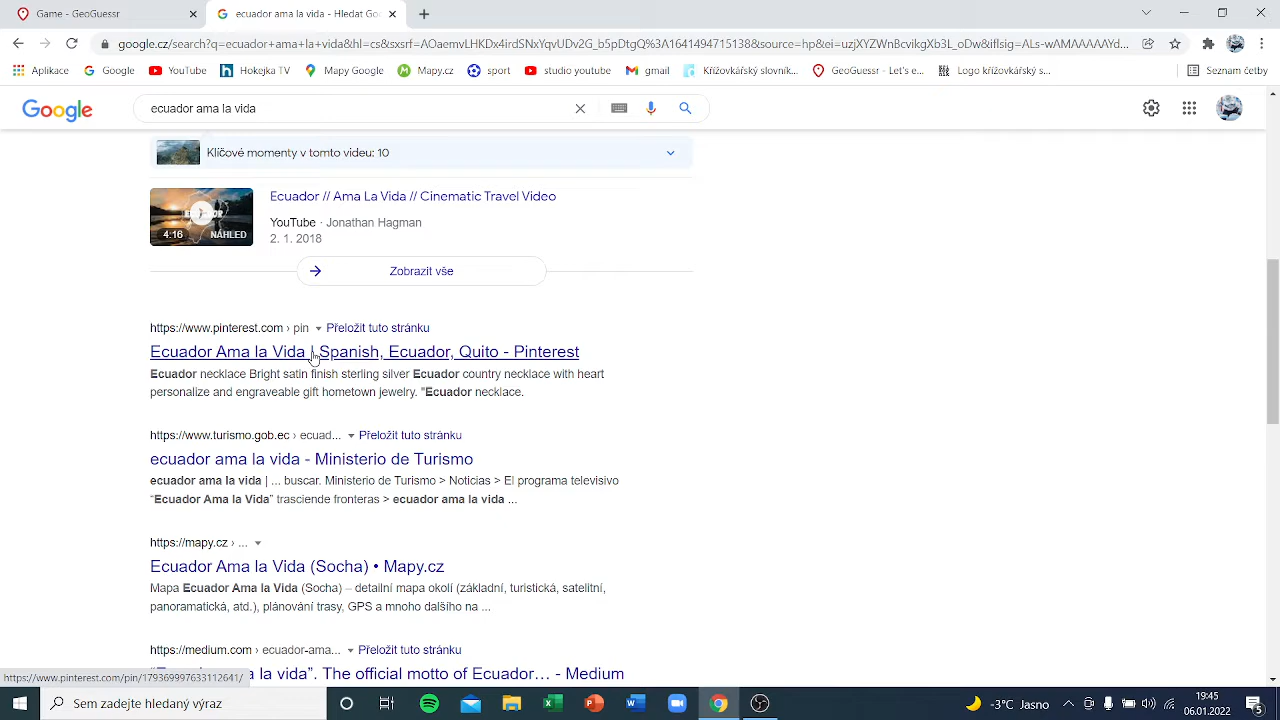 Game - GeoGuessr
ecuador ama la vida - Hledat Goo
google.cz/search?q=ecuador+ama+la+vida&hl=cs&sxsrf=AOaemvLHKDx4irdSNxYqvUDv2G_b5pDtgQ%3A1641494715138&source=hp&ei=uzjXYZWnBcvikgXb3L_oDw&iflsig=ALs-wAMAAAAAYd...
Aplikace
Google
YouTube
Hokejka TV
Mapy Google
Mapy.cz
sport
studio youtube
gmail
Křížovkářský slovní...
GeoGuessr - Let's e...
Logo křížovkářský s...
Seznam četby
Google
ecuador ama la vida
Klíčové momenty v tomto videu: 10
Ecuador // Ama La Vida // Cinematic Travel Video
YouTube · Jonathan Hagman
2. 1. 2018
4:16
NÁHLED
Zobrazit vše
https://www.pinterest.com › pin
Přeložit tuto stránku
Ecuador Ama la Vida | Spanish, Ecuador, Quito - Pinterest
Ecuador necklace Bright satin finish sterling silver Ecuador country necklace with heart
personalize and engraveable gift hometown jewelry. "Ecuador necklace.
https://www.turismo.gob.ec › ecuad...
Přeložit tuto stránku
ecuador ama la vida - Ministerio de Turismo
ecuador ama la vida | ... buscar. Ministerio de Turismo > Noticias > El programa televisivo
“Ecuador Ama la Vida” trasciende fronteras > ecuador ama la vida ...
https://mapy.cz › ...
Ecuador Ama la Vida (Socha) • Mapy.cz
Mapa Ecuador Ama la Vida (Socha) – detailní mapa okolí (základní, turistická, satelitní,
panoramatická, atd.), plánování trasy, GPS a mnoho dalšího na ...
https://medium.com › ecuador-ama...
Přeložit tuto stránku
a la vida”. The official motto of Ecuador… - Medium
https://www.pinterest.com/pin/179369997633112641/
Sem zadejte hledaný výraz
-3°C Jasno
19:45
06.01.2022